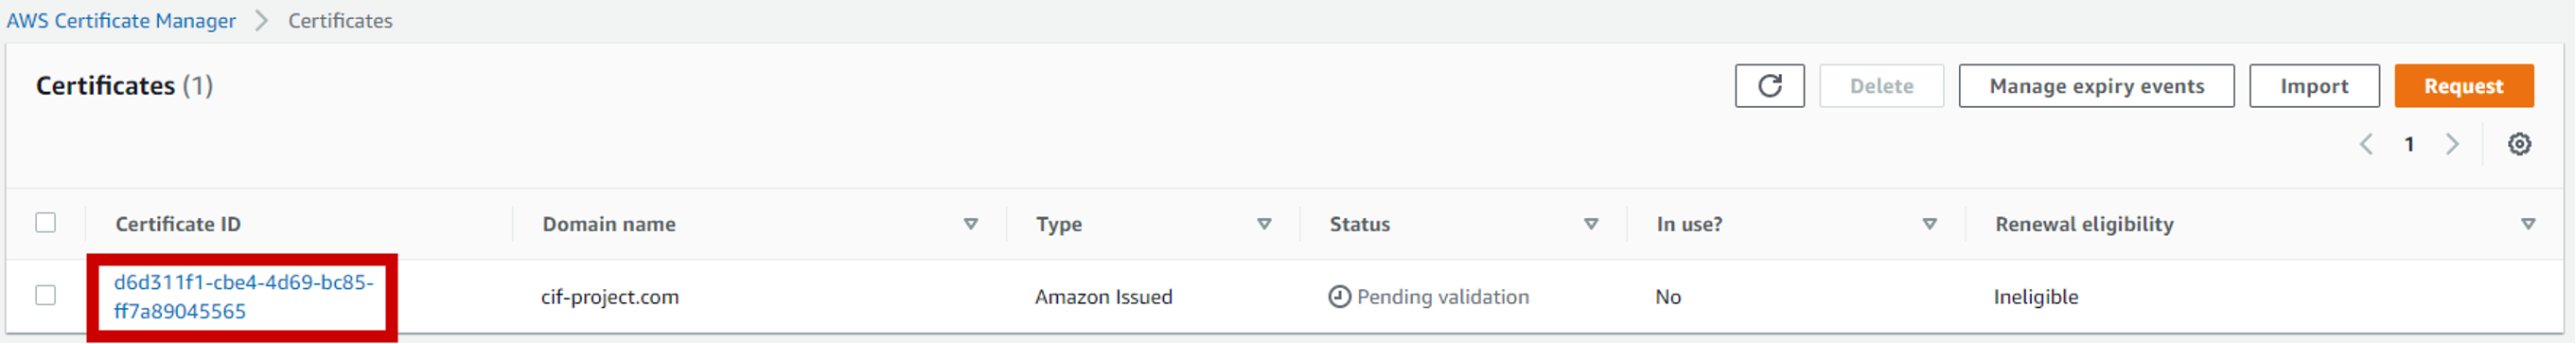 AWS Certificate Manager > Certificates
Certificates (1)
Delete
Manage expiry events
Import
Request
1
Certificate ID
Domain name
Type
Status
In use?
Renewal eligibility
d6d311f1-cbe4-4d69-bc85-
ff7a89045565
cif-project.com
Amazon Issued
Pending validation
No
Ineligible